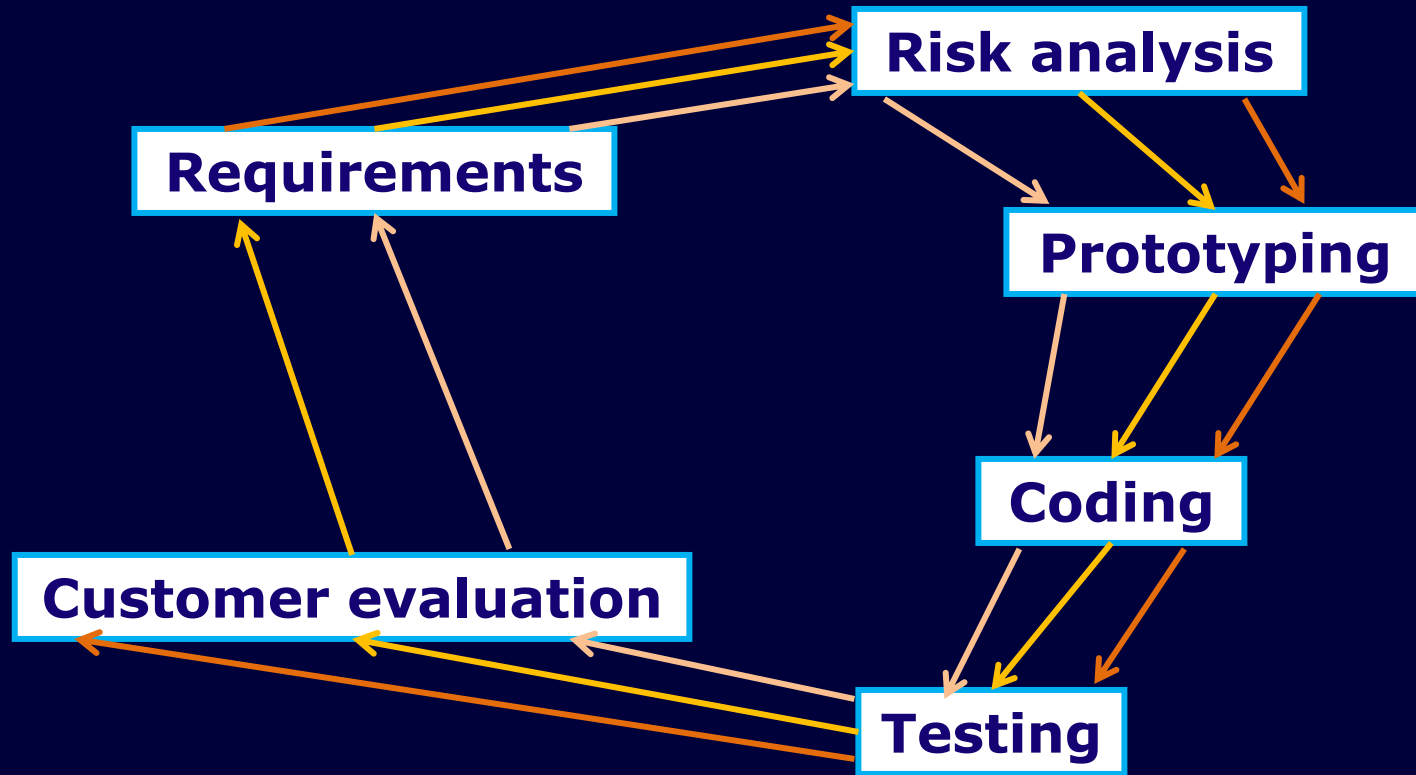 Risk analysis
Requirements
Prototyping
Coding
Customer evaluation
Testing